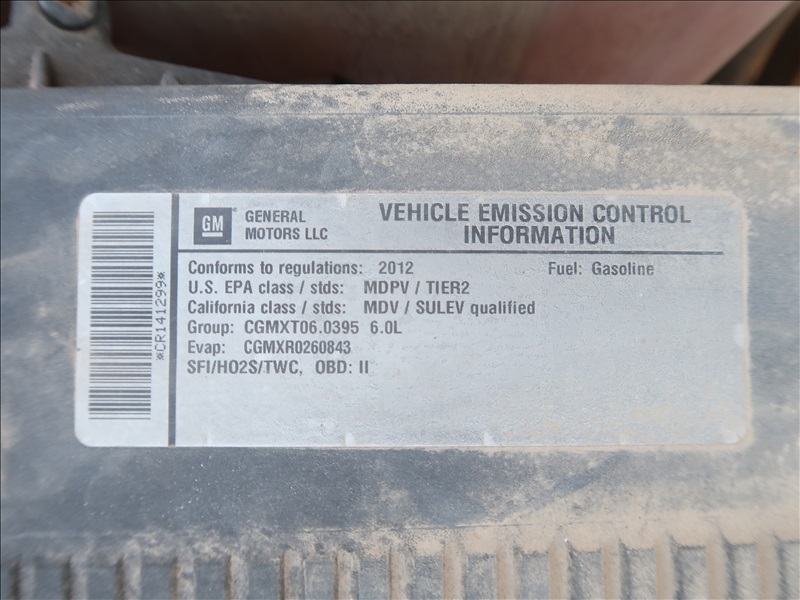 *CR141299*
GM GENERAL MOTORS LLC
VEHICLE EMISSION CONTROL
INFORMATION
Conforms to regulations: 2012 Fuel: Gasoline
U.S. EPA class / stds: MDPV / TIER2
California class / stds: MDV / SULEV qualified
Group: CGMXT06.0395 6.0L
Evap: CGMXR0260843
SFI/HO2S/TWC, OBD: II